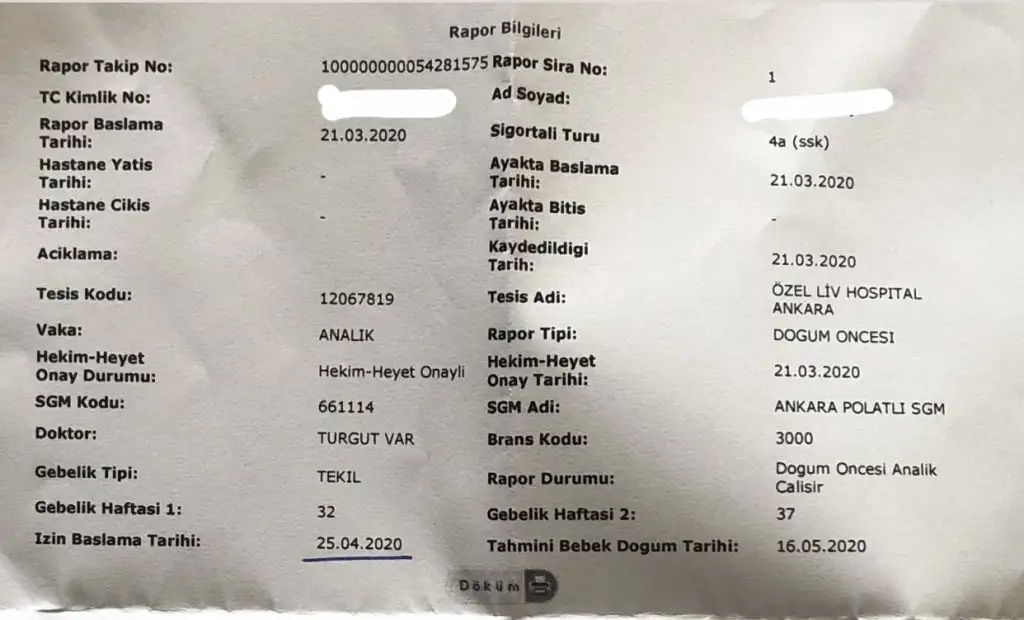 Rapor Bilgileri
Rapor Takip No: 100000000054281575 Rapor Sira No: 1
TC Kimlik No: Ad Soyad:
Rapor Baslama Tarihi: 21.03.2020 Sigortali Turu 4a (ssk)
Hastane Yatis Tarihi: - Ayakta Baslama Tarihi: 21.03.2020
Hastane Cikis Tarihi: - Ayakta Bitis Tarihi: -
Aciklama: Kaydedildigi Tarih: 21.03.2020
Tesis Kodu: 12067819 Tesis Adi: ÖZEL LİV HOSPITAL ANKARA
Vaka: ANALIK Rapor Tipi: DOGUM ONCESI
Hekim-Heyet Onay Durumu: Hekim-Heyet Onayli Hekim-Heyet Onay Tarihi: 21.03.2020
SGM Kodu: 661114 SGM Adi: ANKARA POLATLI SGM
Doktor: TURGUT VAR Brans Kodu: 3000
Gebelik Tipi: TEKIL Rapor Durumu: Dogum Oncesi Analik Calisir
Gebelik Haftasi 1: 32 Gebelik Haftasi 2: 37
Izin Baslama Tarihi: 25.04.2020 Tahmini Bebek Dogum Tarihi: 16.05.2020
Döküm